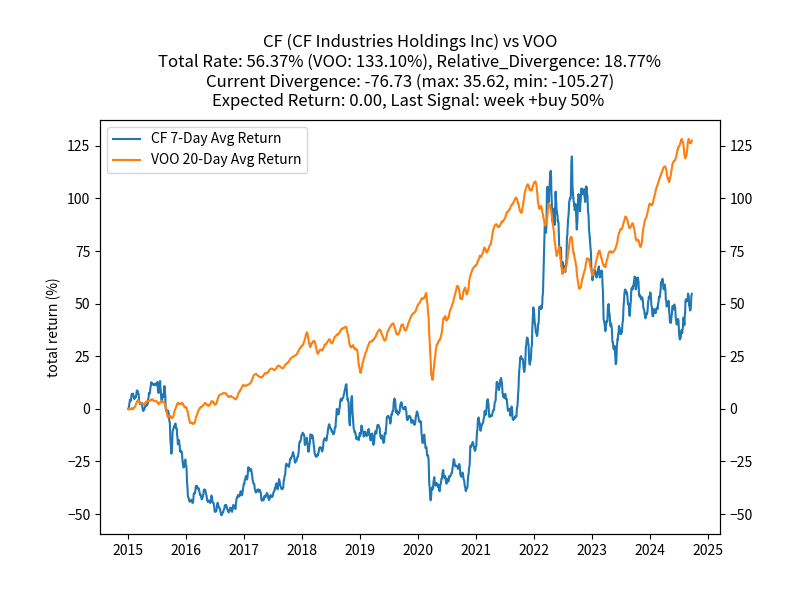 CF (CF Industries Holdings Inc) vs VOO
Total Rate: 56.37% (VOO: 133.10%), Relative_Divergence: 18.77%
Current Divergence: -76.73 (max: 35.62, min: -105.27)
Expected Return: 0.00, Last Signal: week +buy 50%
CF 7-Day Avg Return
VOO 20-Day Avg Return
total return (%)
125 125
100 100
75 75
50 50
25 25
0 0
−25 −25
−50 −50
2015 2016 2017 2018 2019 2020 2021 2022 2023 2024 2025